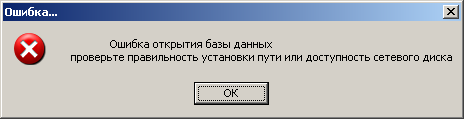 Ошибка...
Ошибка открытия базы данных
проверьте правильность установки пути или доступность сетевого диска
OK